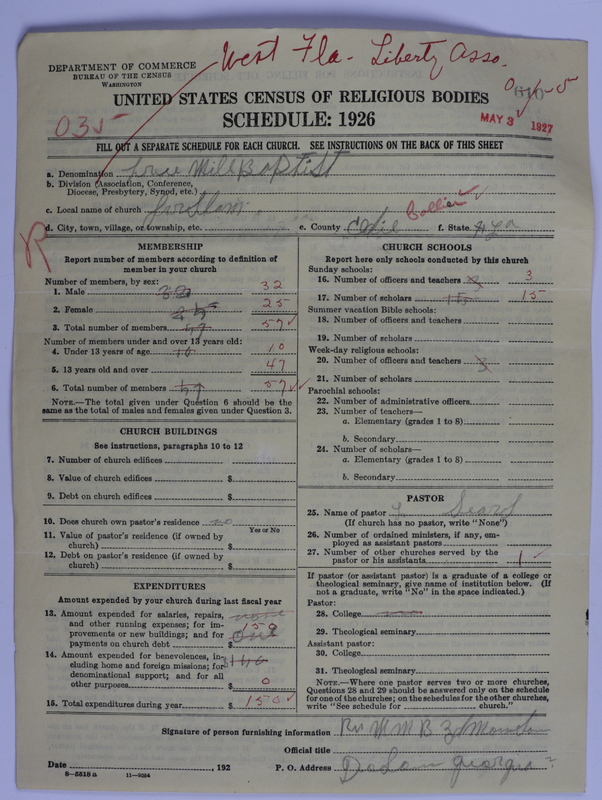 West Fla- Liberty Asso.
DEPARTMENT OF COMMERCE
BUREAU OF THE CENSUS
WASHINGTON
UNITED STATES CENSUS OF RELIGIOUS BODIES
SCHEDULE: 1926
035
MAY 3 1927
FILL OUT A SEPARATE SCHEDULE FOR EACH CHURCH. SEE INSTRUCTIONS ON THE BACK OF THIS SHEET
a. Denomination Mill Baptist
b. Division (Association, Conference,
Diocese, Presbytery, Synod, etc.)
c. Local name of church
d. City, town, village, or township, etc. e. County Collier f. State
R
MEMBERSHIP
Report number of members according to definition of
member in your church
Number of members, by sex:
1. Male 32
2. Female 25
3. Total number of members 57
Number of members under and over 13 years old:
4. Under 13 years of age 10 10
5. 13 years old and over 47
6. Total number of members 57 57
NOTE.—The total given under Question 6 should be
same as the total of males and females given under Question 3.
CHURCH BUILDINGS
See instructions, paragraphs 10 to 12
7. Number of church edifices
8. Value of church edifices $
9. Debt on church edifices $
10. Does church own pastor's residence no
Yes or No
11. Value of pastor's residence (if owned by
church) $
12. Debt on pastor's residence (if owned by
church) $
EXPENDITURES
Amount expended by your church during last fiscal year
13. Amount expended for salaries, repairs, none
and other running expenses; for im- 150
provements or new buildings; and for
payments on church debt $
14. Amount expended for benevolences, in-
cluding home and foreign missions; for
denominational support; and for all
other purposes $ 0
15. Total expenditures during year $ 150
CHURCH SCHOOLS
Report here only schools conducted by this church
Sunday schools:
16. Number of officers and teachers 3
17. Number of scholars 15 15
Summer vacation Bible schools:
18. Number of officers and teachers
19. Number of scholars
Week-day religious schools:
20. Number of officers and teachers 3
21. Number of scholars
Parochial schools:
22. Number of administrative officers
23. Number of teachers—
a. Elementary (grades 1 to 8)
b. Secondary
24. Number of scholars—
a. Elementary (grades 1 to 8)
b. Secondary
PASTOR
25. Name of pastor Sears
(If church has no pastor, write "None")
26. Number of ordained ministers, if any, em-
ployed as assistant pastors
27. Number of other churches served by the
pastor or his assistants 1
If pastor (or assistant pastor) is a graduate of a college or
theological seminary, give name of institution below. (If
not a graduate, write "No" in the space indicated.)
Pastor:
28. College
29. Theological seminary
Assistant pastor:
30. College
31. Theological seminary
NOTE.—Where one pastor serves two or more churches,
Questions 28 and 29 should be answered only on the schedule
for one of the churches; on the schedules for the other churches,
write "See schedule for church."
Signature of person furnishing information
Official title
Date , 192 P. O. Address georgia ?
8—5518 a 11—9264